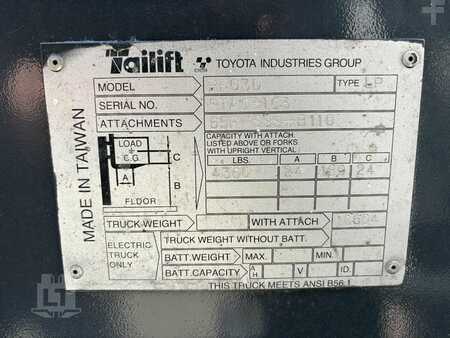 Tailift TOYOTA INDUSTRIES GROUP
MADE IN TAIWAN
MODEL TYPE LP
SERIAL NO.
ATTACHMENTS
CAPACITY WITH ATTACH.
LISTED ABOVE OR FORKS
WITH UPRIGHT VERTICAL
LOAD
C.G
A
B
C
FLOOR
LBS. A B C
24 24
TRUCK WEIGHT WITH ATTACH
ELECTRIC
TRUCK
ONLY
TRUCK WEIGHT WITHOUT BATT.
BATT.WEIGHT MAX. MIN.
BATT.CAPACITY A.H V ID.
THIS TRUCK MEETS ANSI B56.1